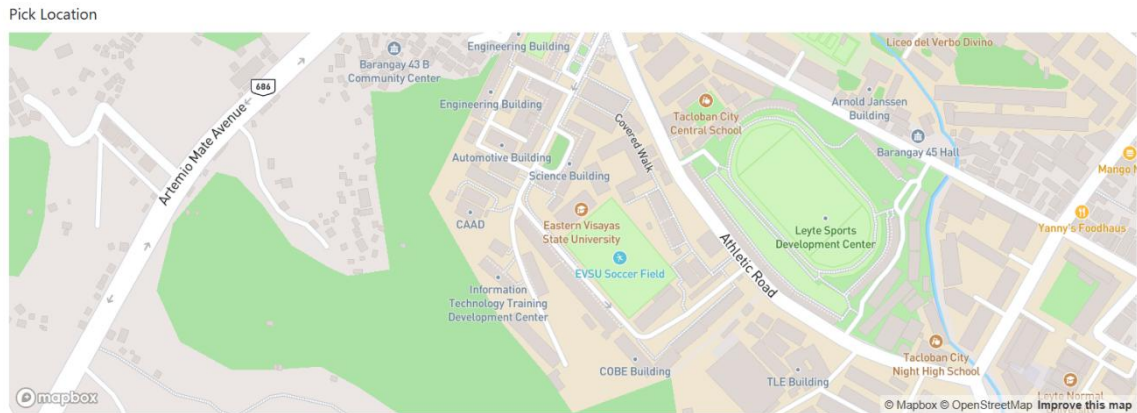 Pick Location
Engineering Building
Liceo del Verbo Divino
Barangay 43 B
Community Center
686
Engineering Building
Arnold Janssen
Building
Tacloban City
Central School
Covered Walk
Barangay 45 Hall
Artemio Mate Avenue
Automotive Building
Science Building
Mango
CAAD
Eastern Visayas
State University
Leyte Sports
Development Center
Yanny's Foodhaus
Athletic Road
EVSU Soccer Field
Information
Technology Training
Development Center
Tacloban City
Night High School
COBE Building
TLE Building
Leyte Normal
mapbox
© Mapbox © OpenStreetMap Improve this map